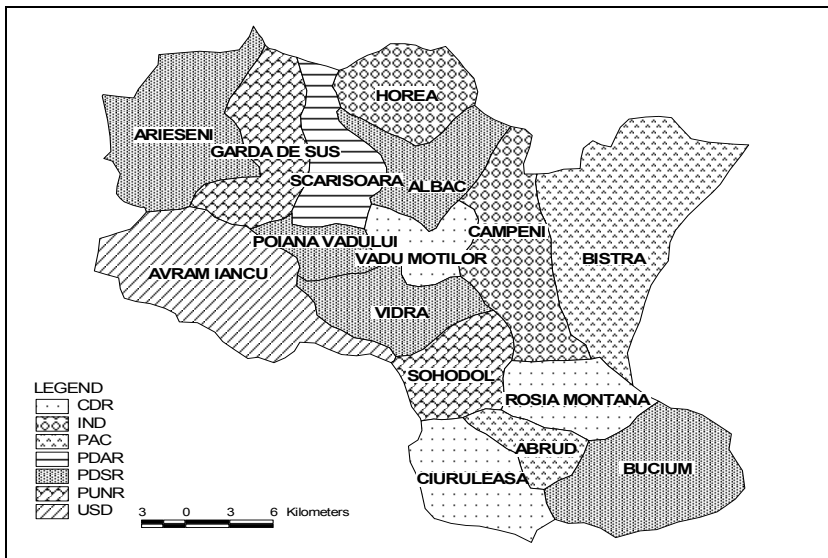 HOREA
ARIESENI
GARDA DE SUS
SCARISOARA
ALBAC
POIANA VADULUI
CAMPENI
VADU MOTILOR
BISTRA
AVRAM IANCU
VIDRA
SOHODOL
ROSIA MONTANA
ABRUD
BUCIUM
CIURULEASA
LEGEND
CDR
IND
PAC
PDAR
PDSR
PUNR
USD
3 0 3 6 Kilometers